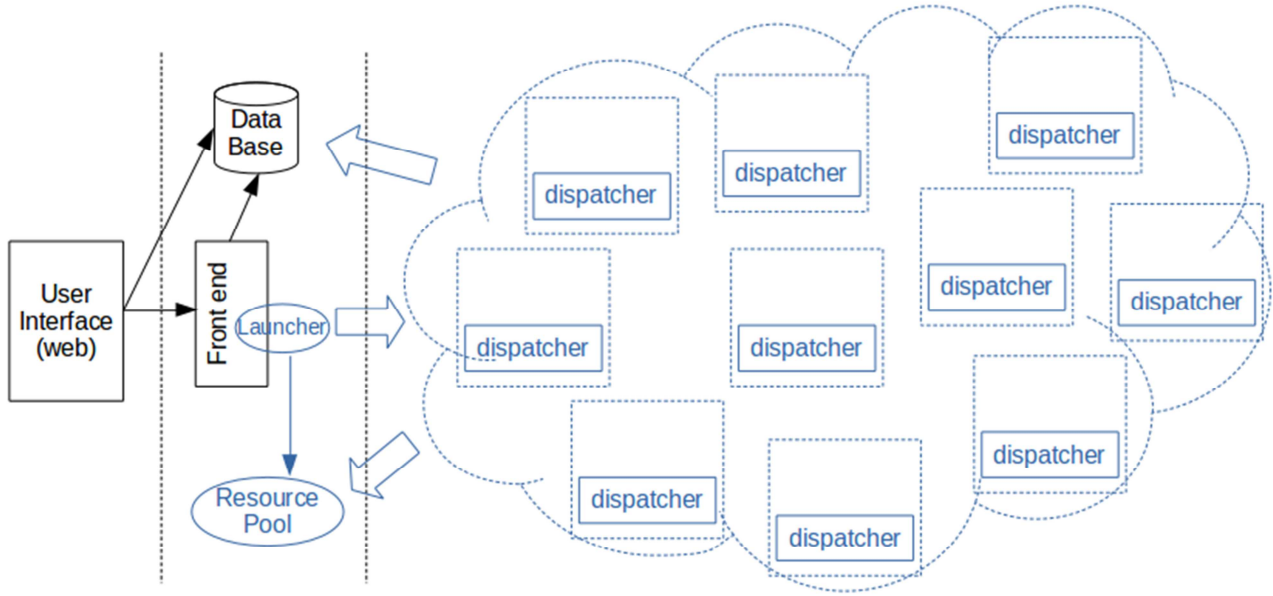 Data
Base
User
Interface
(web)
Front end
Launcher
Resource
Pool
dispatcher
dispatcher
dispatcher
dispatcher
dispatcher
dispatcher
dispatcher
dispatcher
dispatcher
dispatcher